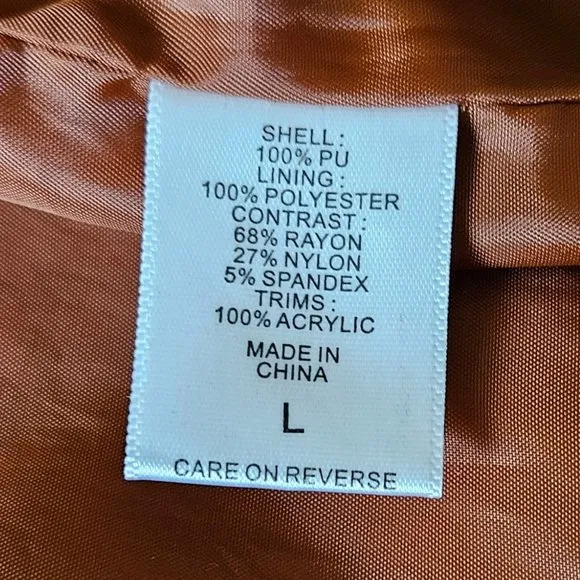 SHELL :
100% PU
LINING :
100% POLYESTER
CONTRAST :
68% RAYON
27% NYLON
5% SPANDEX
TRIMS :
100% ACRYLIC
MADE IN
CHINA
L
CARE ON REVERSE